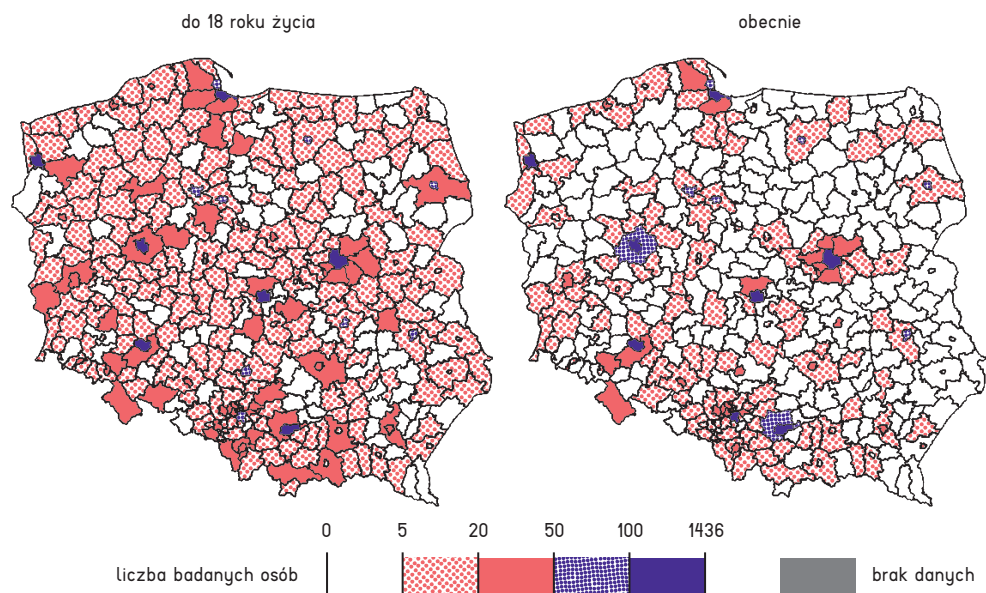 do 18 roku życia
obecnie
0 5 20 50 100 1436
liczba badanych osób
brak danych